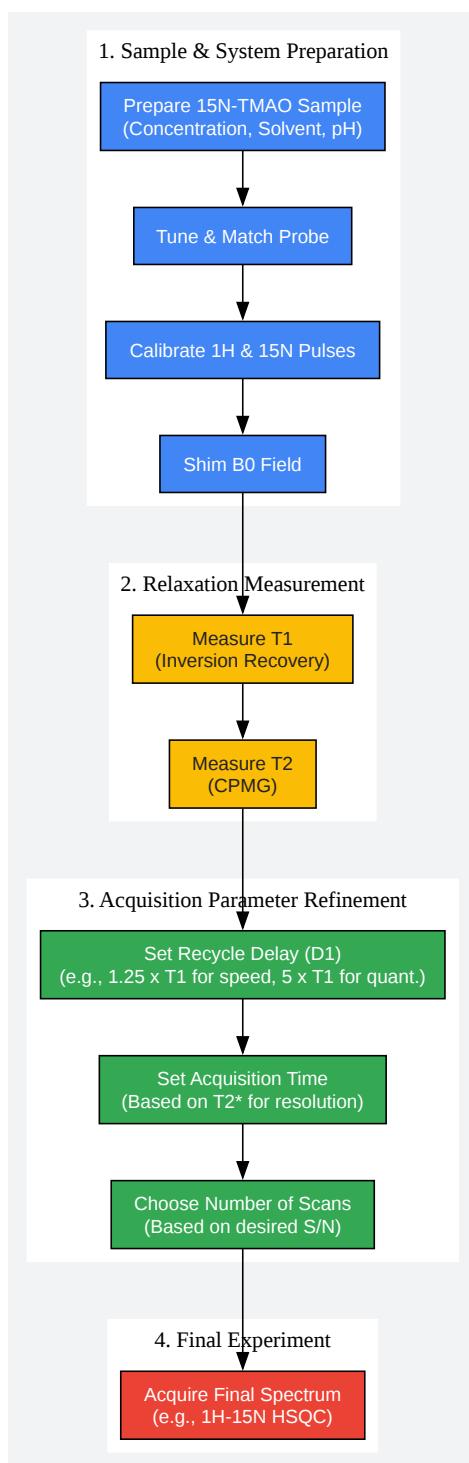 1. Sample & System Preparation
Prepare 15N-TMAO Sample
(Concentration, Solvent, pH)
Tune & Match Probe
Calibrate 1H & 15N Pulses
Shim B0 Field
2. Relaxation Measurement
Measure T1
(Inversion Recovery)
Measure T2
(CPMG)
3. Acquisition Parameter Refinement
Set Recycle Delay (D1)
(e.g., 1.25 x T1 for speed, 5 x T1 for quant.)
Set Acquisition Time
(Based on T2* for resolution)
Choose Number of Scans
(Based on desired S/N)
4. Final Experiment
Acquire Final Spectrum
(e.g., 1H-15N HSQC)